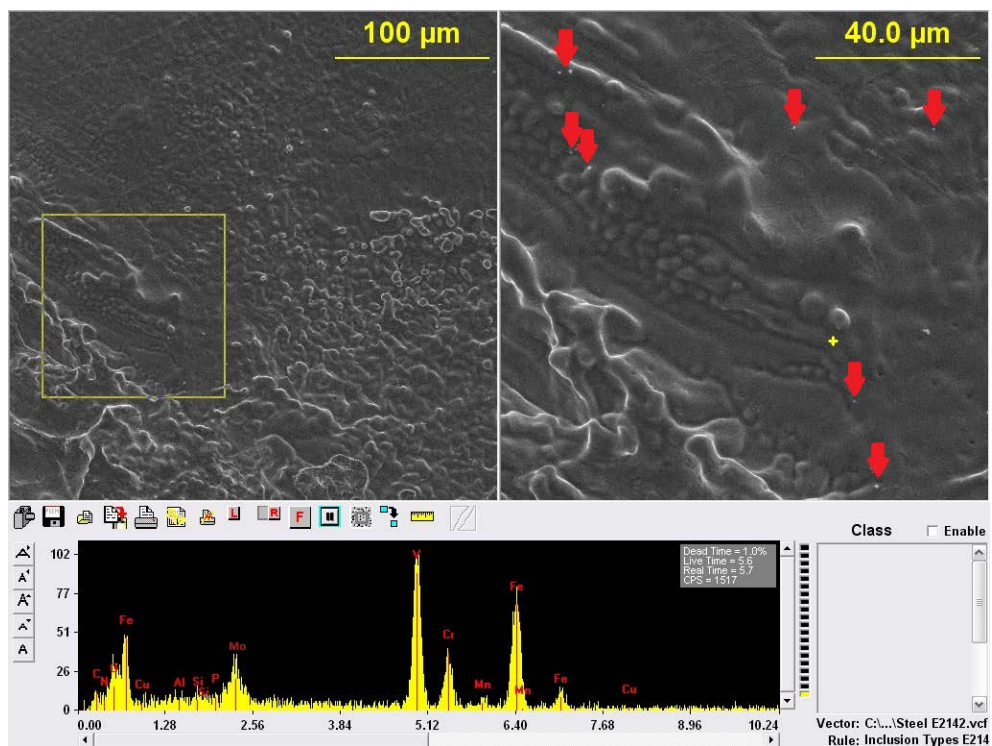 100 µm
40.0 µm
L
R
F
Class
Enable
Dead Time = 1.0%
Live Time = 5.6
Real Time = 5.7
CPS = 1517
A
A
A
A
A
102
77
51
26
0
C
N
Fe
Cu
Al
Si
P
Mo
V
Cr
Mn
Fe
Mn
Fe
Cu
0.00 1.28 2.56 3.84 5.12 6.40 7.68 8.96 10.24
Vector: C:\...\Steel E2142.vcf
Rule: Inclusion Types E214